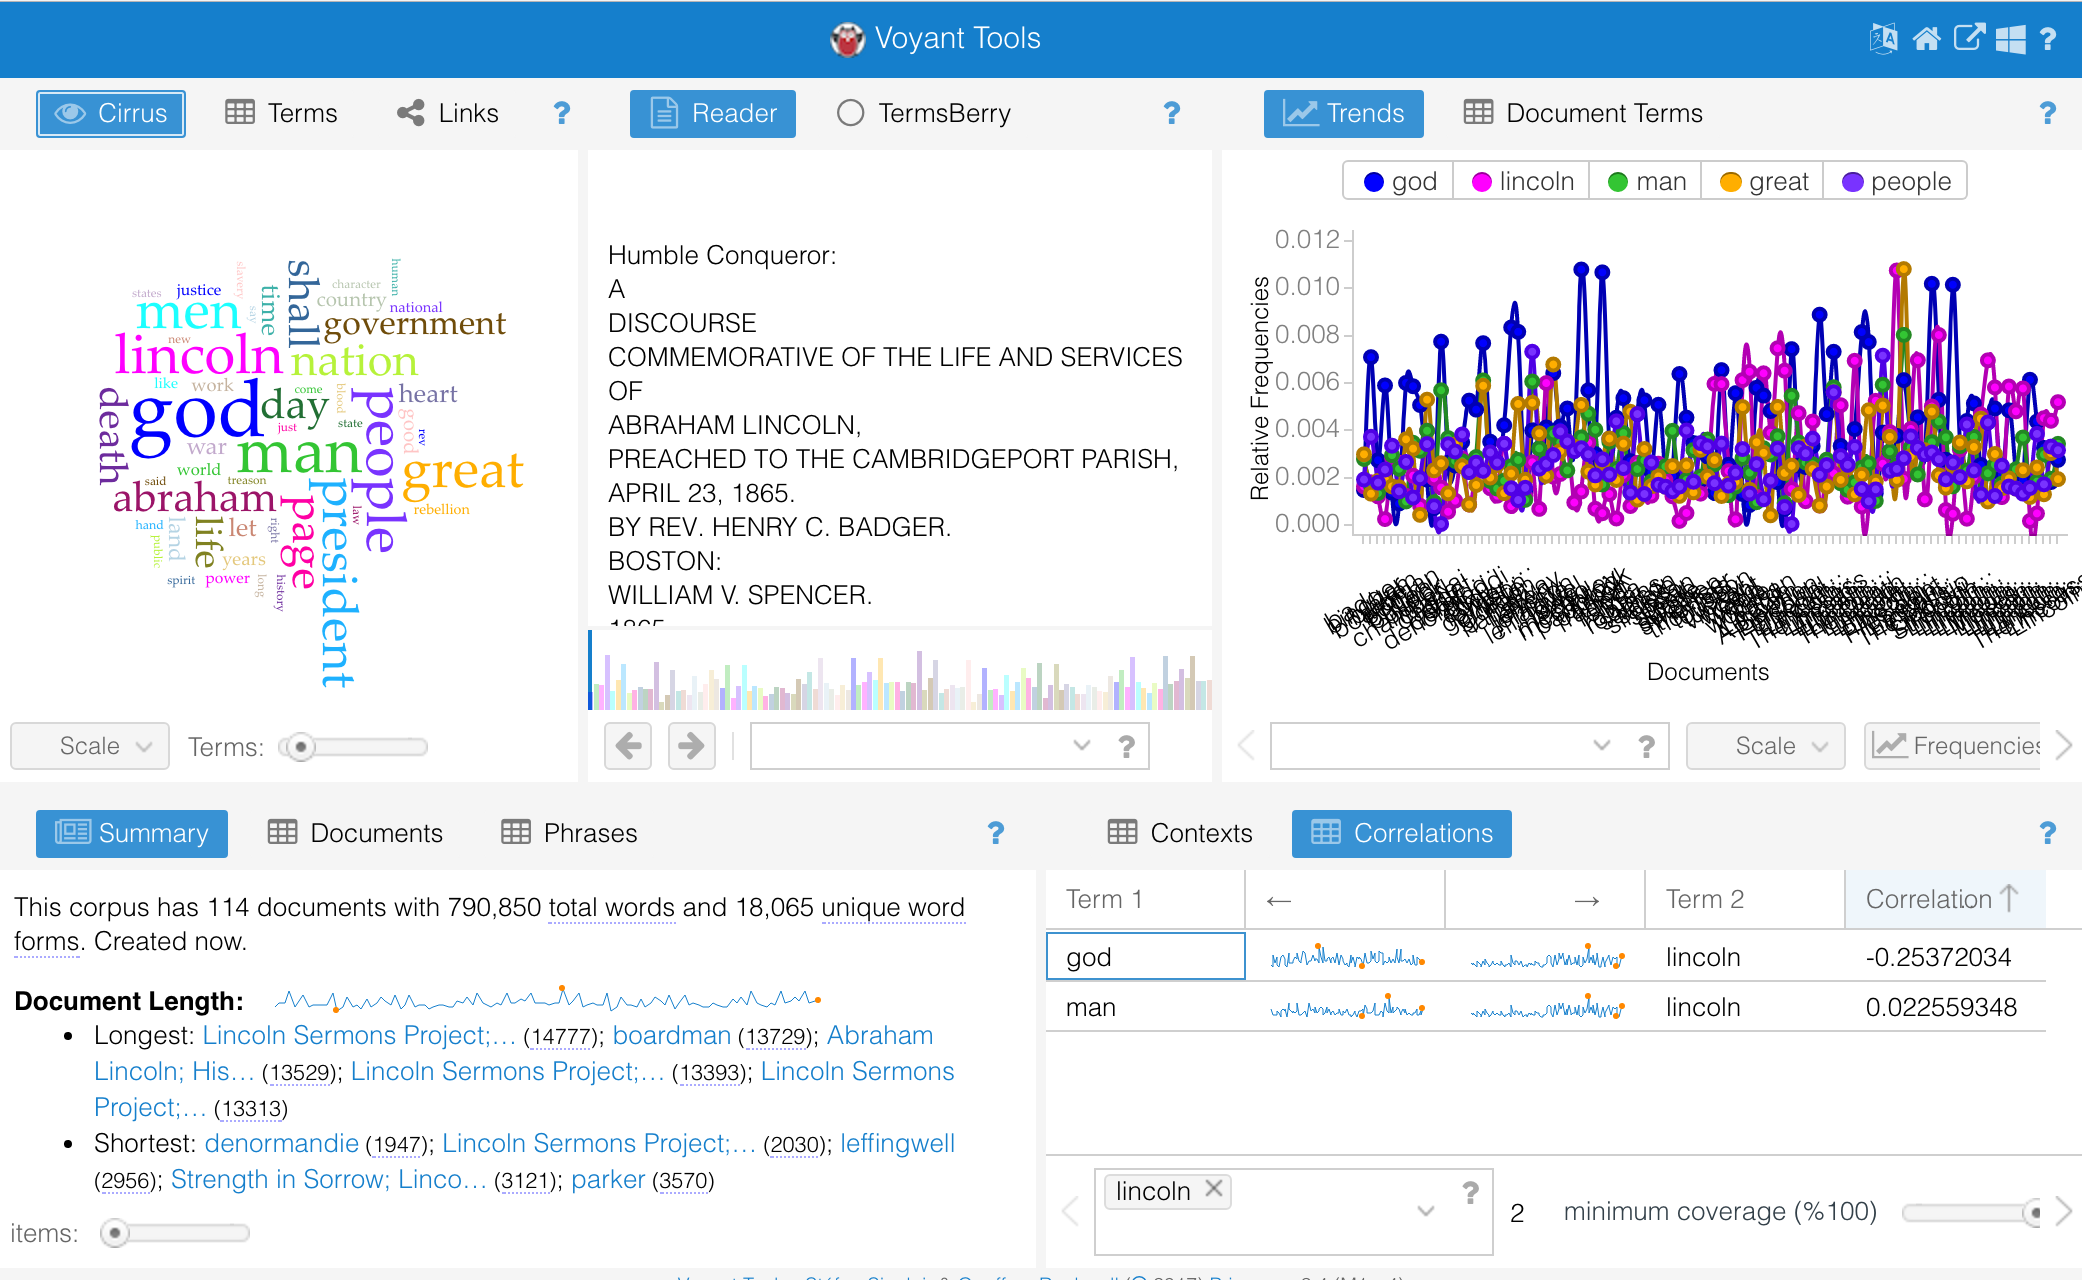 Voyant Tools
Cirrus Terms Links ?
Reader TermsBerry ?
Trends Document Terms ?
states justice slavery time shall character human
men say country national
new government
lincoln nation
like work come blood heart
death god day people good rev
just state
war man
world great
said treason
abraham page president law rebellion
hand land life let right
public years
spirit power long history
Scale Terms:
Humble Conqueror:
A
DISCOURSE
COMMEMORATIVE OF THE LIFE AND SERVICES
OF
ABRAHAM LINCOLN,
PREACHED TO THE CAMBRIDGEPORT PARISH,
APRIL 23, 1865.
BY REV. HENRY C. BADGER.
BOSTON:
WILLIAM V. SPENCER.
1865
?
god lincoln man great people
Relative Frequencies
0.012
0.010
0.008
0.006
0.004
0.002
0.000
Documents
? Scale Frequencies
Summary Documents Phrases ?
This corpus has 114 documents with 790,850 total words and 18,065 unique word
forms. Created now.
Document Length:
• Longest: Lincoln Sermons Project;… (14777); boardman (13729); Abraham
Lincoln; His… (13529); Lincoln Sermons Project;… (13393); Lincoln Sermons
Project;… (13313)
• Shortest: denormandie (1947); Lincoln Sermons Project;… (2030); leffingwell
(2956); Strength in Sorrow; Linco… (3121); parker (3570)
items:
Contexts Correlations ?
Term 1 ← → Term 2 Correlation ↑
god lincoln -0.25372034
man lincoln 0.022559348
lincoln × ? 2 minimum coverage (%100)